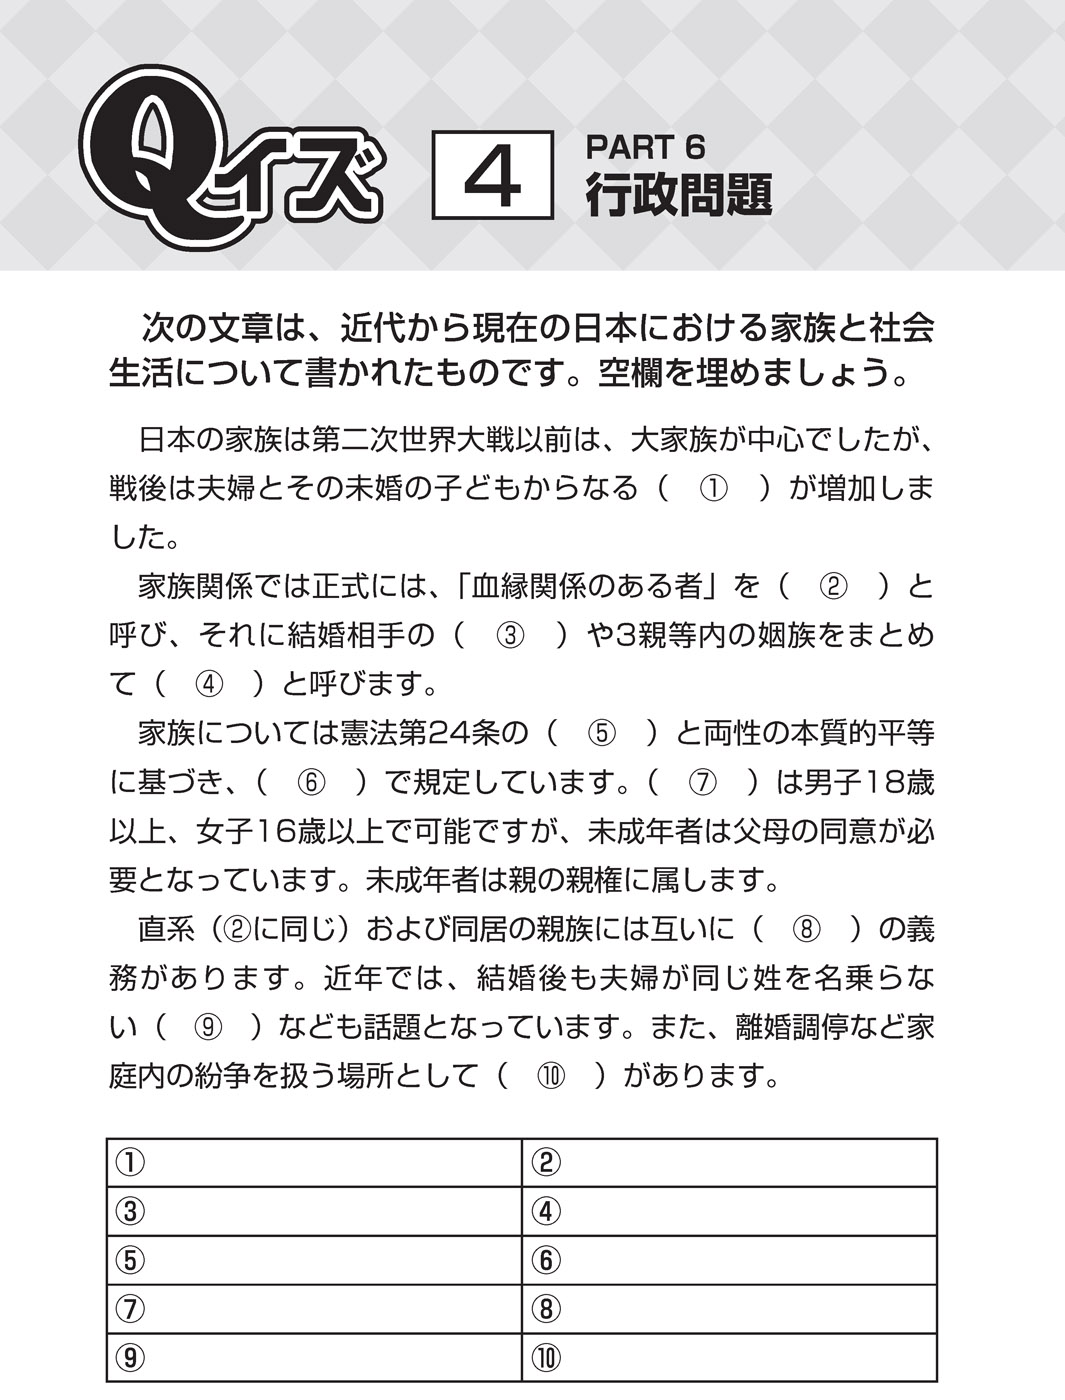 Qイズ 4 PART 6
行政問題
次の文章は、近代から現在の日本における家族と社会
生活について書かれたものです。空欄を埋めましょう。
日本の家族は第二次世界大戦以前は、大家族が中心でしたが、
戦後は夫婦とその未婚の子どもからなる（　①　）が増加しま
した。
家族関係では正式には、「血縁関係のある者」を（　②　）と
呼び、それに結婚相手の（　③　）や3親等内の姻族をまとめ
て（　④　）と呼びます。
家族については憲法第24条の（　⑤　）と両性の本質的平等
に基づき、（　⑥　）で規定しています。（　⑦　）は男子18歳
以上、女子16歳以上で可能ですが、未成年者は父母の同意が必
要となっています。未成年者は親の親権に属します。
直系（②に同じ）および同居の親族には互いに（　⑧　）の義
務があります。近年では、結婚後も夫婦が同じ姓を名乗らな
い（　⑨　）なども話題となっています。また、離婚調停など家
庭内の紛争を扱う場所として（　⑩　）があります。
① ②
③ ④
⑤ ⑥
⑦ ⑧
⑨ ⑩